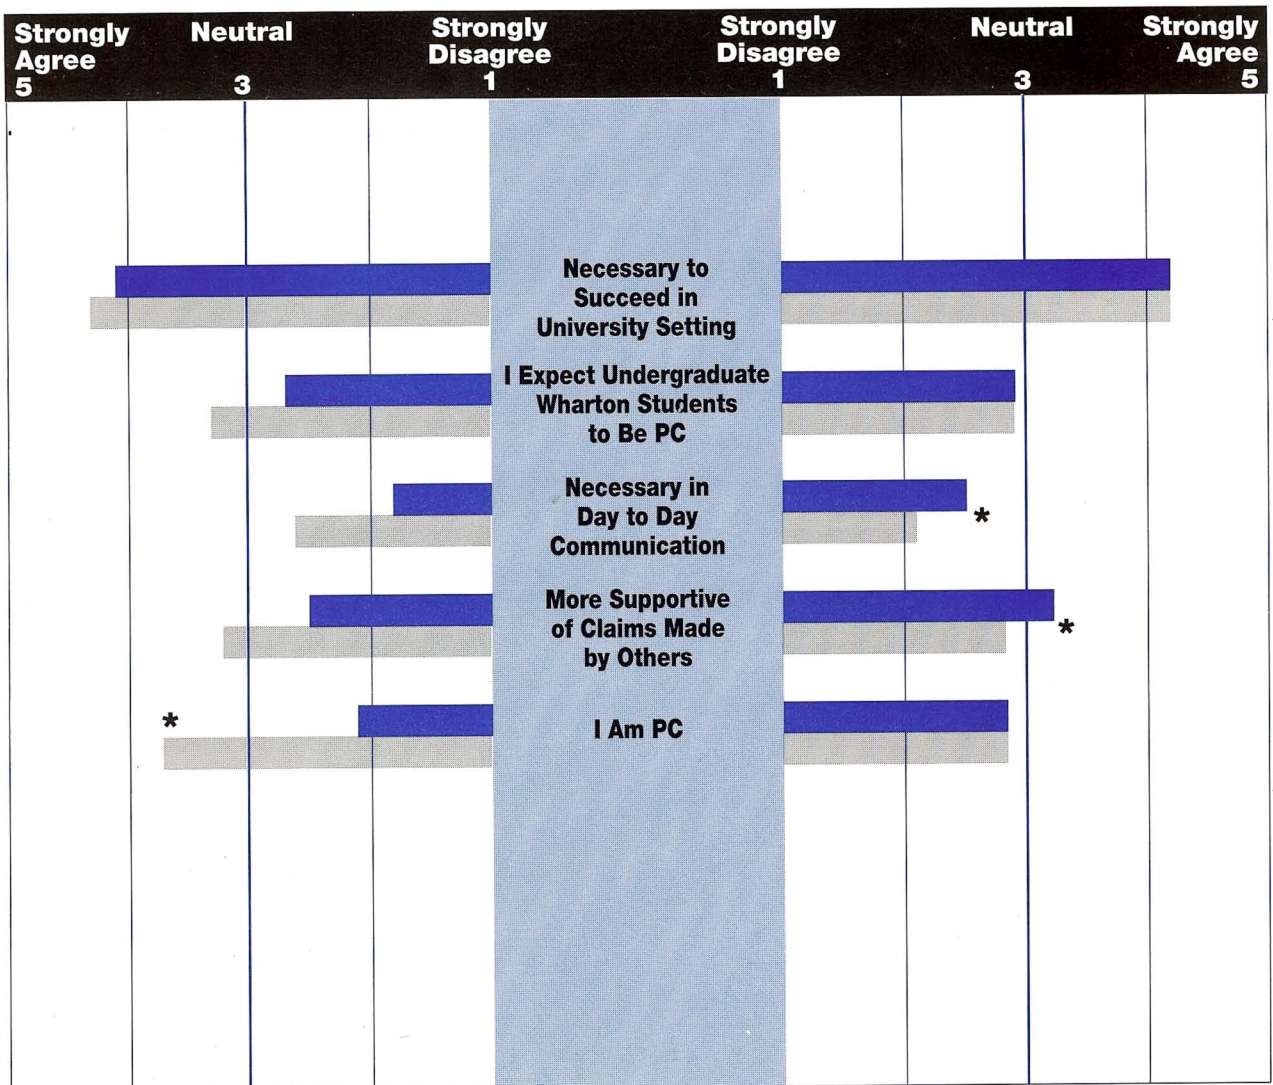 Strongly Agree 5
Neutral 3
Strongly Disagree 1
Strongly Disagree 1
Neutral 3
Strongly Agree 5
Necessary to
Succeed in
University Setting
I Expect Undergraduate
Wharton Students
to Be PC
Necessary in
Day to Day
Communication
*
More Supportive
of Claims Made
by Others
*
*
I Am PC